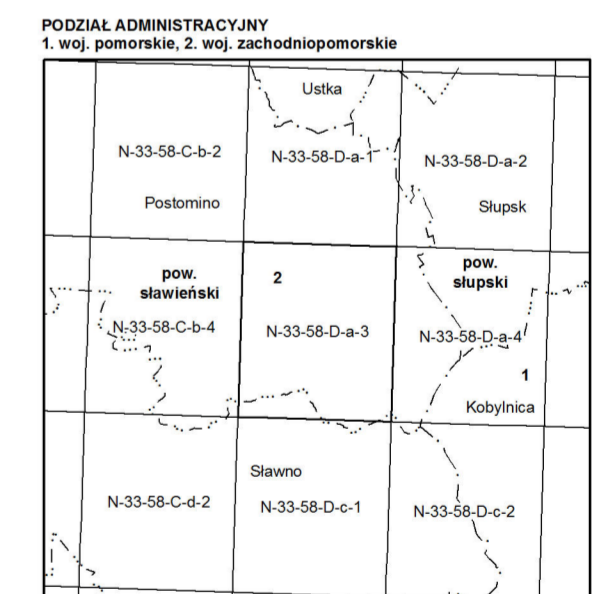 PODZIAŁ ADMINISTRACYJNY
1. woj. pomorskie, 2. woj. zachodniopomorskie
Ustka
N-33-58-C-b-2
N-33-58-D-a-1
N-33-58-D-a-2
Postomino
Słupsk
pow.
sławieński
2
pow.
słupski
N-33-58-C-b-4
N-33-58-D-a-3
N-33-58-D-a-4
1
Kobylnica
Sławno
N-33-58-C-d-2
N-33-58-D-c-1
N-33-58-D-c-2